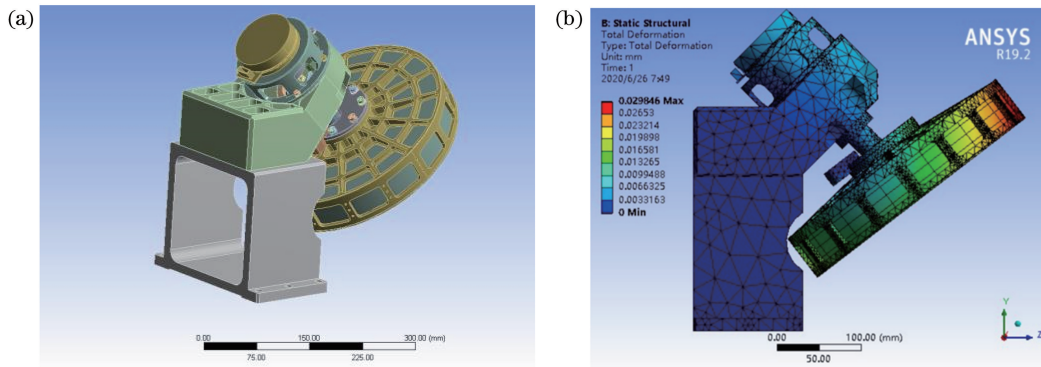 (a)
0.00
150.00
300.00 (mm)
75.00
225.00
(b)
B: Static Structural
Total Deformation
Type: Total Deformation
Unit: mm
Time: 1
2020/6/26 7:49
0.029846 Max
0.02653
0.023214
0.019898
0.016581
0.013265
0.0099488
0.0066325
0.0033163
0 Min
ANSYS
R19.2
0.00
100.00 (mm)
50.00
Y
Z